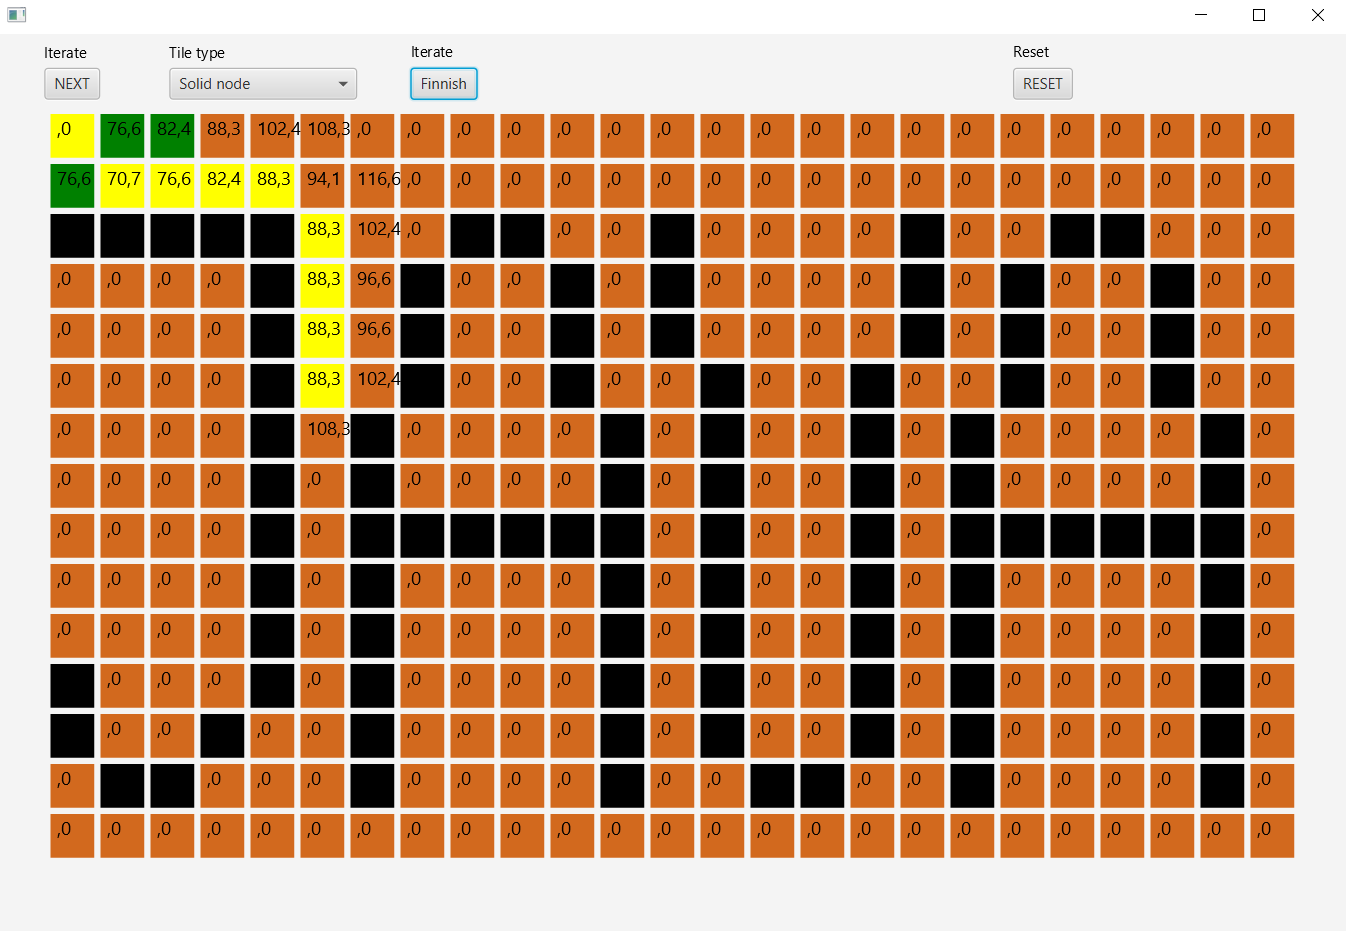 Iterate Tile type Iterate Reset
NEXT Solid node Finnish RESET
,0 76,6 82,4 88,3 102,4 108,3 ,0 ,0 ,0 ,0 ,0 ,0 ,0 ,0 ,0 ,0 ,0 ,0 ,0 ,0 ,0 ,0 ,0 ,0 ,0
76,6 70,7 76,6 82,4 88,3 94,1 116,6 ,0 ,0 ,0 ,0 ,0 ,0 ,0 ,0 ,0 ,0 ,0 ,0 ,0 ,0 ,0 ,0 ,0 ,0
88,3 102,4 ,0 ,0 ,0 ,0 ,0 ,0 ,0 ,0 ,0 ,0 ,0 ,0
,0 ,0 ,0 ,0 88,3 96,6 ,0 ,0 ,0 ,0 ,0 ,0 ,0 ,0 ,0 ,0 ,0 ,0
,0 ,0 ,0 ,0 88,3 96,6 ,0 ,0 ,0 ,0 ,0 ,0 ,0 ,0 ,0 ,0 ,0 ,0
,0 ,0 ,0 ,0 88,3 102,4 ,0 ,0 ,0 ,0 ,0 ,0 ,0 ,0 ,0 ,0 ,0 ,0
,0 ,0 ,0 ,0 108,3 ,0 ,0 ,0 ,0 ,0 ,0 ,0 ,0 ,0 ,0 ,0 ,0 ,0
,0 ,0 ,0 ,0 ,0 ,0 ,0 ,0 ,0 ,0 ,0 ,0 ,0 ,0 ,0 ,0 ,0 ,0
,0 ,0 ,0 ,0 ,0 ,0 ,0 ,0 ,0 ,0
,0 ,0 ,0 ,0 ,0 ,0 ,0 ,0 ,0 ,0 ,0 ,0 ,0 ,0 ,0 ,0 ,0 ,0
,0 ,0 ,0 ,0 ,0 ,0 ,0 ,0 ,0 ,0 ,0 ,0 ,0 ,0 ,0 ,0 ,0 ,0
,0 ,0 ,0 ,0 ,0 ,0 ,0 ,0 ,0 ,0 ,0 ,0 ,0 ,0 ,0 ,0 ,0
,0 ,0 ,0 ,0 ,0 ,0 ,0 ,0 ,0 ,0 ,0 ,0 ,0 ,0 ,0 ,0 ,0
,0 ,0 ,0 ,0 ,0 ,0 ,0 ,0 ,0 ,0 ,0 ,0 ,0 ,0 ,0 ,0 ,0
,0 ,0 ,0 ,0 ,0 ,0 ,0 ,0 ,0 ,0 ,0 ,0 ,0 ,0 ,0 ,0 ,0 ,0 ,0 ,0 ,0 ,0 ,0 ,0 ,0